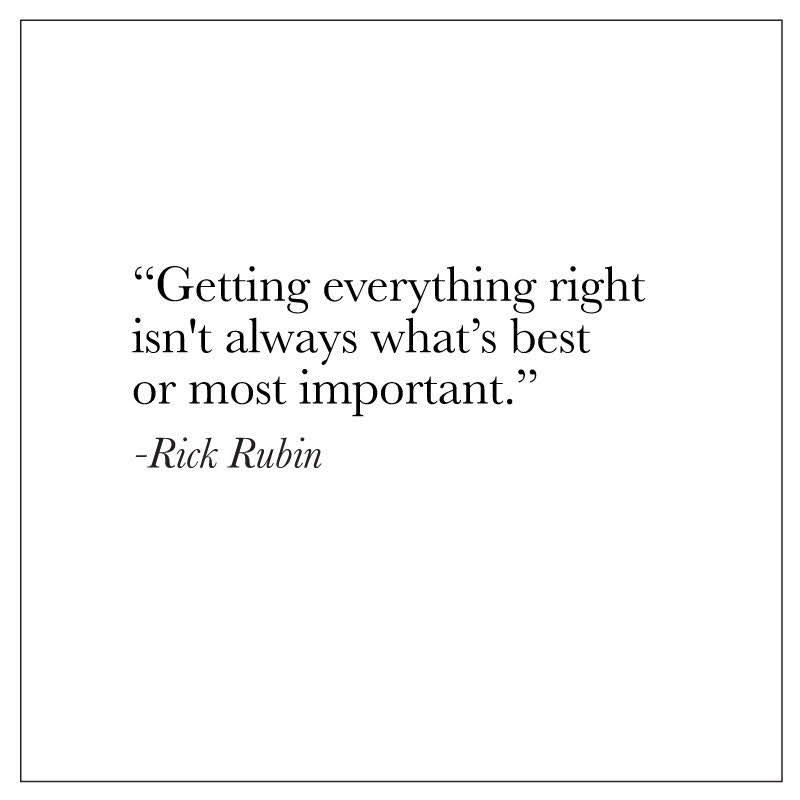 “Getting everything right
isn't always what’s best
or most important.”
-Rick Rubin